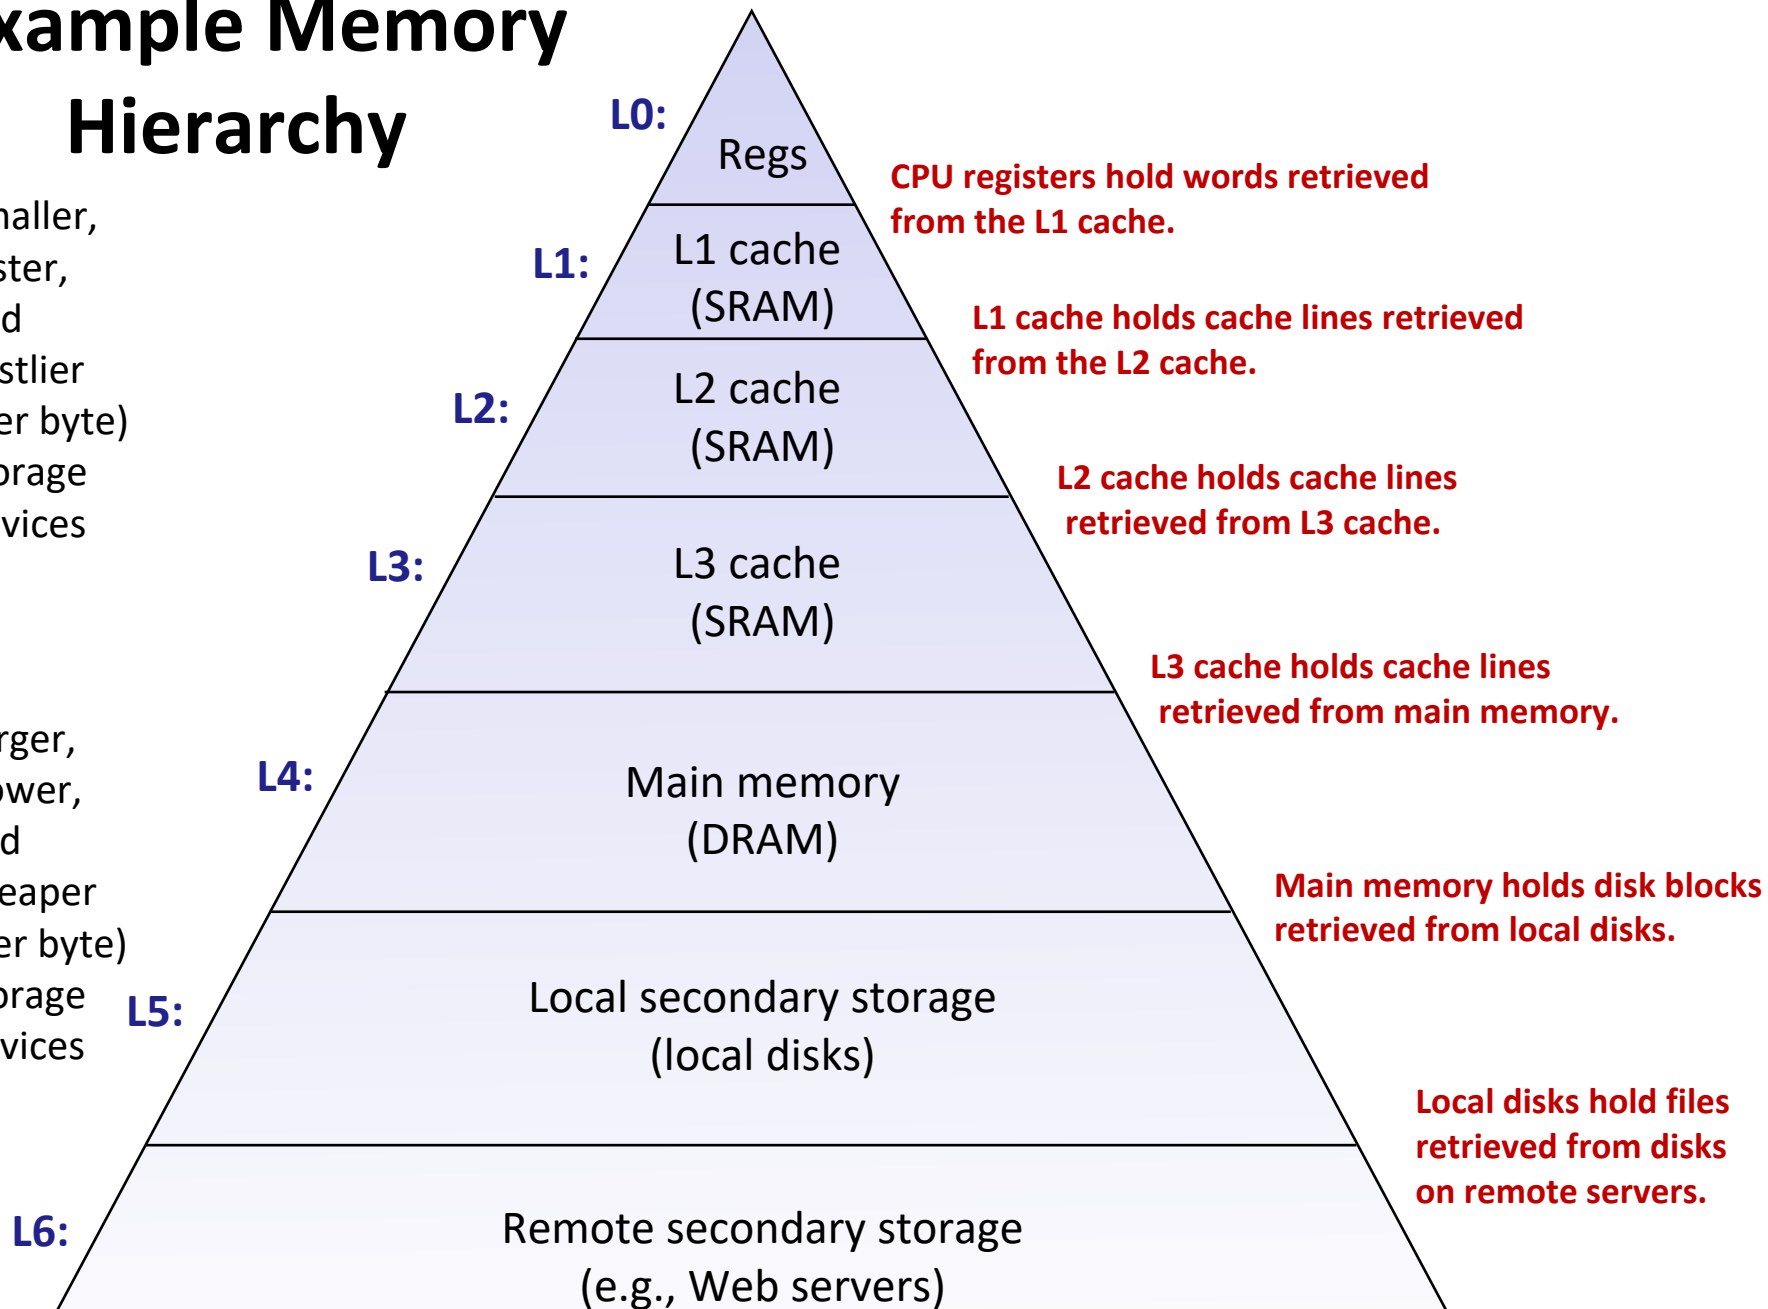 xample Memory
Hierarchy
L0:
Regs
CPU registers hold words retrieved
from the L1 cache.
maller,
ster,
d
stlier
er byte)
orage
vices
L1:
L1 cache
(SRAM)
L1 cache holds cache lines retrieved
from the L2 cache.
L2:
L2 cache
(SRAM)
L2 cache holds cache lines
retrieved from L3 cache.
L3:
L3 cache
(SRAM)
L3 cache holds cache lines
retrieved from main memory.
rger,
ower,
d
eaper
er byte)
orage
vices
L4:
Main memory
(DRAM)
Main memory holds disk blocks
retrieved from local disks.
L5:
Local secondary storage
(local disks)
Local disks hold files
retrieved from disks
on remote servers.
L6:
Remote secondary storage
(e.g., Web servers)